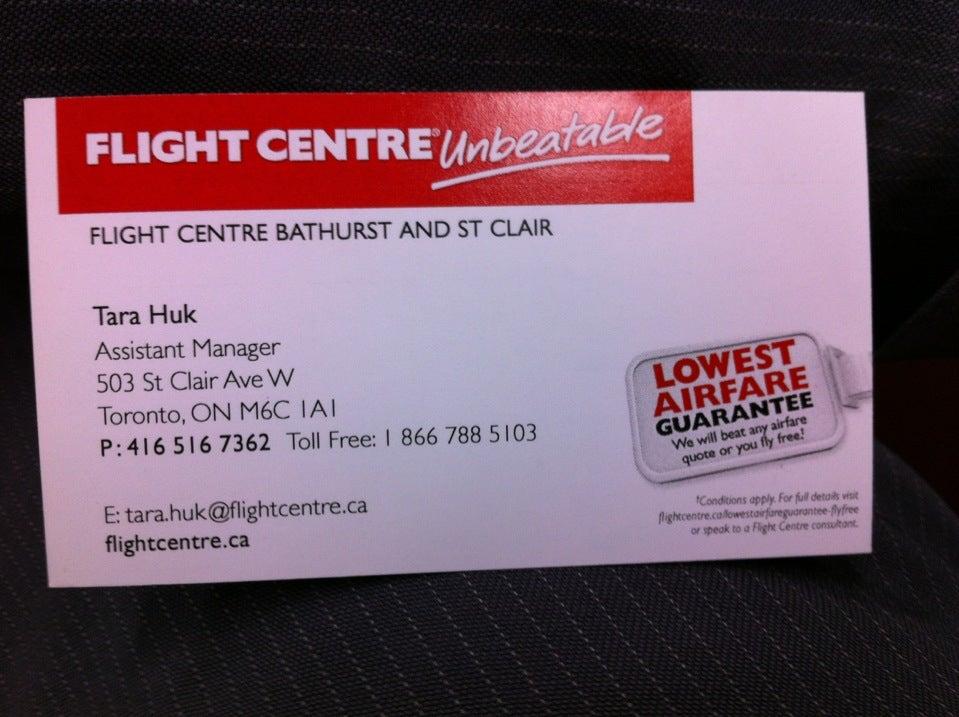 FLIGHT CENTRE® Unbeatable
FLIGHT CENTRE BATHURST AND ST CLAIR
Tara Huk
Assistant Manager
503 St Clair Ave W
Toronto, ON M6C 1A1
P: 416 516 7362 Toll Free: 1 866 788 5103
E: tara.huk@flightcentre.ca
flightcentre.ca
LOWEST
AIRFARE
GUARANTEE
We will beat any airfare
quote or you fly free!
†Conditions apply. For full details visit
flightcentre.ca/lowestairfareguarantee-flyfree
or speak to a Flight Centre consultant.